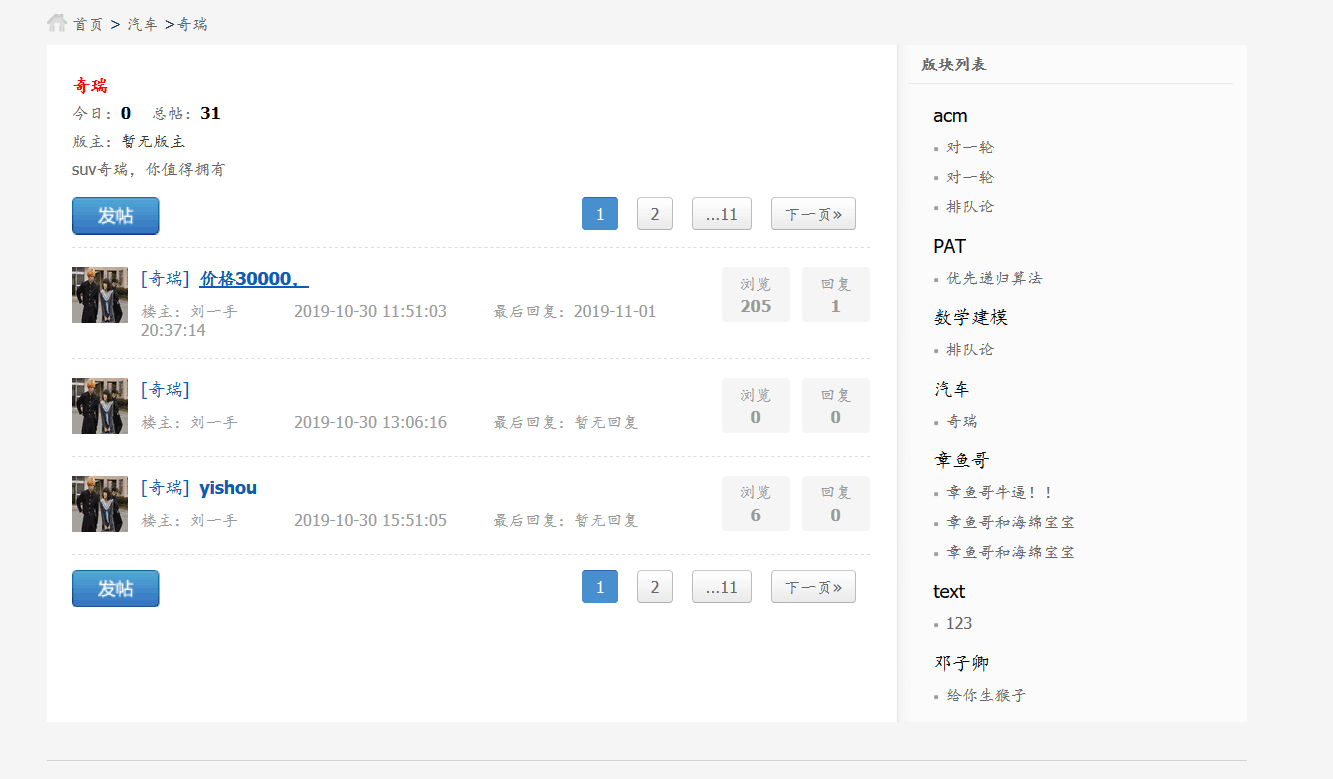 首页 > 汽车 >奇瑞
奇瑞
今日：0 总帖：31
版主：暂无版主
suv奇瑞，你值得拥有
发帖
1 2 ...11 下一页»
[奇瑞] 价格30000，
楼主：刘一手 2019-10-30 11:51:03 最后回复：2019-11-01
20:37:14
浏览
205
回复
1
[奇瑞]
楼主：刘一手 2019-10-30 13:06:16 最后回复：暂无回复
浏览
0
回复
0
[奇瑞] yishou
楼主：刘一手 2019-10-30 15:51:05 最后回复：暂无回复
浏览
6
回复
0
发帖
1 2 ...11 下一页»
版块列表
acm
对一轮
对一轮
排队论
PAT
优先递归算法
数学建模
排队论
汽车
奇瑞
章鱼哥
章鱼哥牛逼！！
章鱼哥和海绵宝宝
章鱼哥和海绵宝宝
text
123
邓子卿
给你生猴子